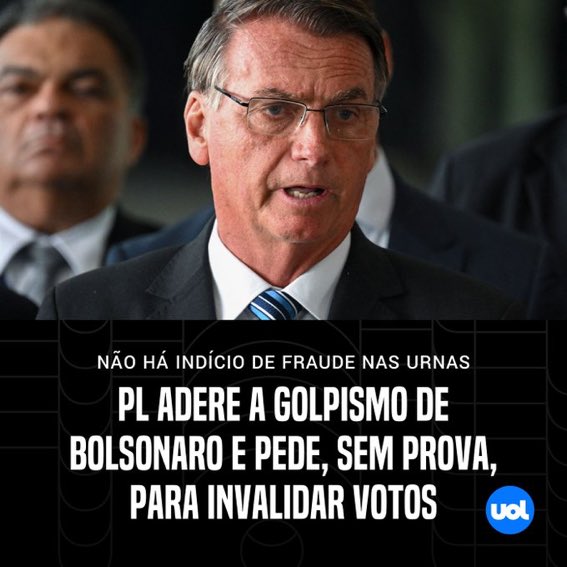 NÃO HÁ INDÍCIO DE FRAUDE NAS URNAS
PL ADERE A GOLPISMO DE
BOLSONARO E PEDE, SEM PROVA,
PARA INVALIDAR VOTOS
uol